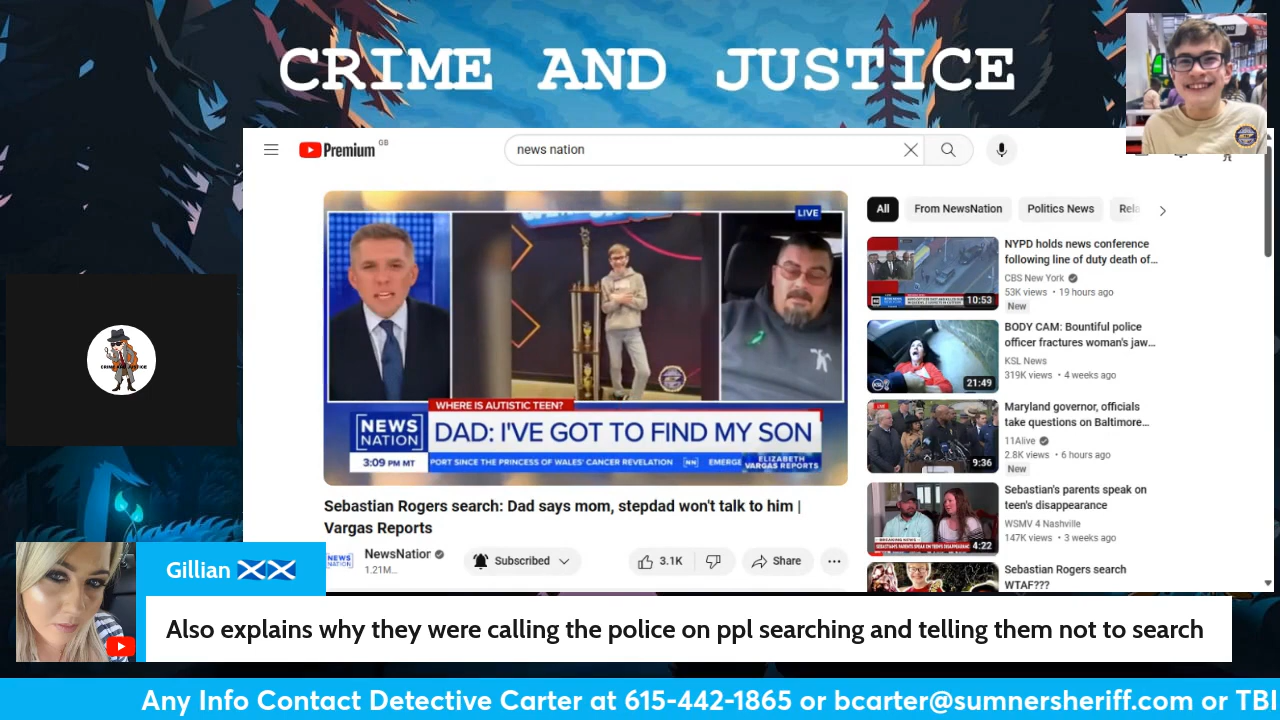 CRIME AND JUSTICE
Premium GB
news nation
LIVE
WHERE IS AUTISTIC TEEN?
NEWS NATION
DAD: I'VE GOT TO FIND MY SON
3:09 PM MT
PORT SINCE THE PRINCESS OF WALES' CANCER REVELATION
EMERGE
ELIZABETH VARGAS REPORTS
Sebastian Rogers search: Dad says mom, stepdad won't talk to him |
Vargas Reports
NEWS NATION
NewsNation
1.21M...
Subscribed
3.1K
Share
All
From NewsNation
Politics News
Rela
NYPD holds news conference
following line of duty death of...
CBS New York
53K views • 19 hours ago
New
10:53
BODY CAM: Bountiful police
officer fractures woman's jaw...
KSL News
319K views • 4 weeks ago
21:49
Maryland governor, officials
take questions on Baltimore...
11Alive
2.8K views • 6 hours ago
New
LIVE
9:36
Sebastian's parents speak on
teen's disappearance
WSMV 4 Nashville
147K views • 3 weeks ago
4:22
Sebastian Rogers search
WTAF???
CRIME AND JUSTICE
Gillian
Also explains why they were calling the police on ppl searching and telling them not to search
Any Info Contact Detective Carter at 615-442-1865 or bcarter@sumnersheriff.com or TBI